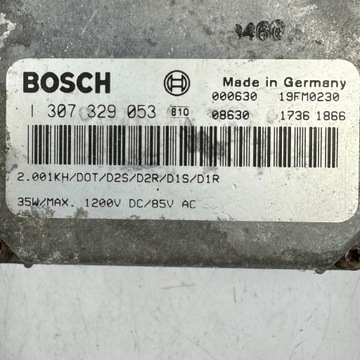 BOSCH
Made in Germany
000630 19FM0230
1 307 329 053 810 08630 1736 1866
2.001KH/DOT/D2S/D2R/D1S/D1R
35W/MAX. 1200V DC/85V AC